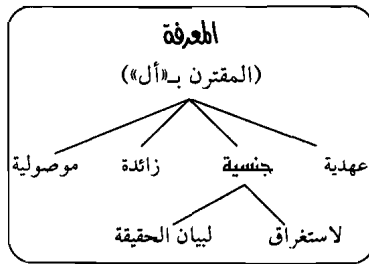 المعرفة
(المقترن بـ«أل»)
عهدية جنسية زائدة موصولية
لاستغراق لبيان الحقيقة